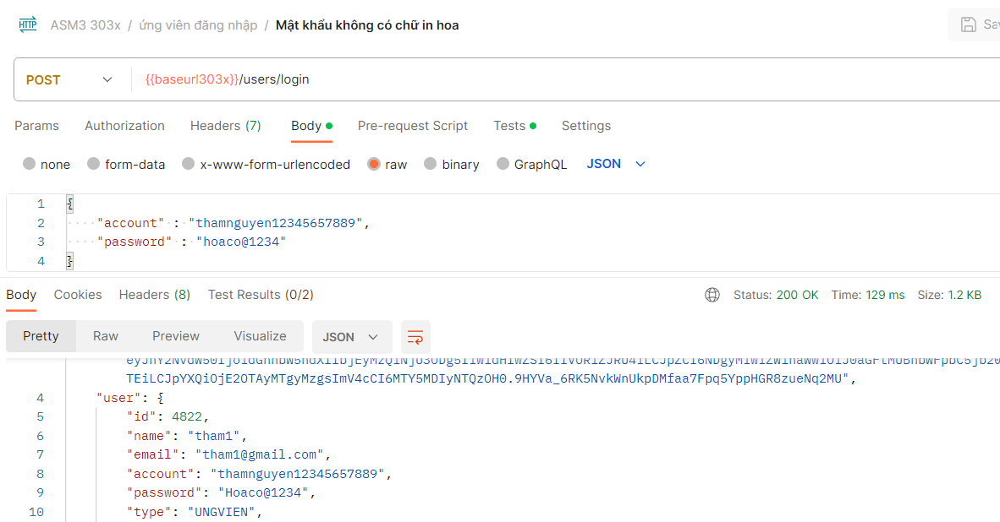 HTTP ASM3 303x / ứng viên đăng nhập / Mật khẩu không có chữ in hoa
POST {{baseurl303x}}/users/login
Params Authorization Headers (7) Body Pre-request Script Tests Settings
none form-data x-www-form-urlencoded raw binary GraphQL JSON
1 {
2 "account" : "thamnguyen12345657889",
3 "password" : "hoaco@1234"
4 }
Body Cookies Headers (8) Test Results (0/2) Status: 200 OK Time: 129 ms Size: 1.2 KB
Pretty Raw Preview Visualize JSON
TEiLCJpYXQiOjE2OTAyMTgyMzgsImV4cCI6MTY5MDIyNTQzOH0.9HYVa_6RK5NvkWnUkpDMfaa7Fpq5YppHGR8zueNq2MU",
4 "user": {
5 "id": 4822,
6 "name": "tham1",
7 "email": "tham1@gmail.com",
8 "account": "thamnguyen12345657889",
9 "password": "Hoaco@1234",
10 "type": "UNGVIEN",